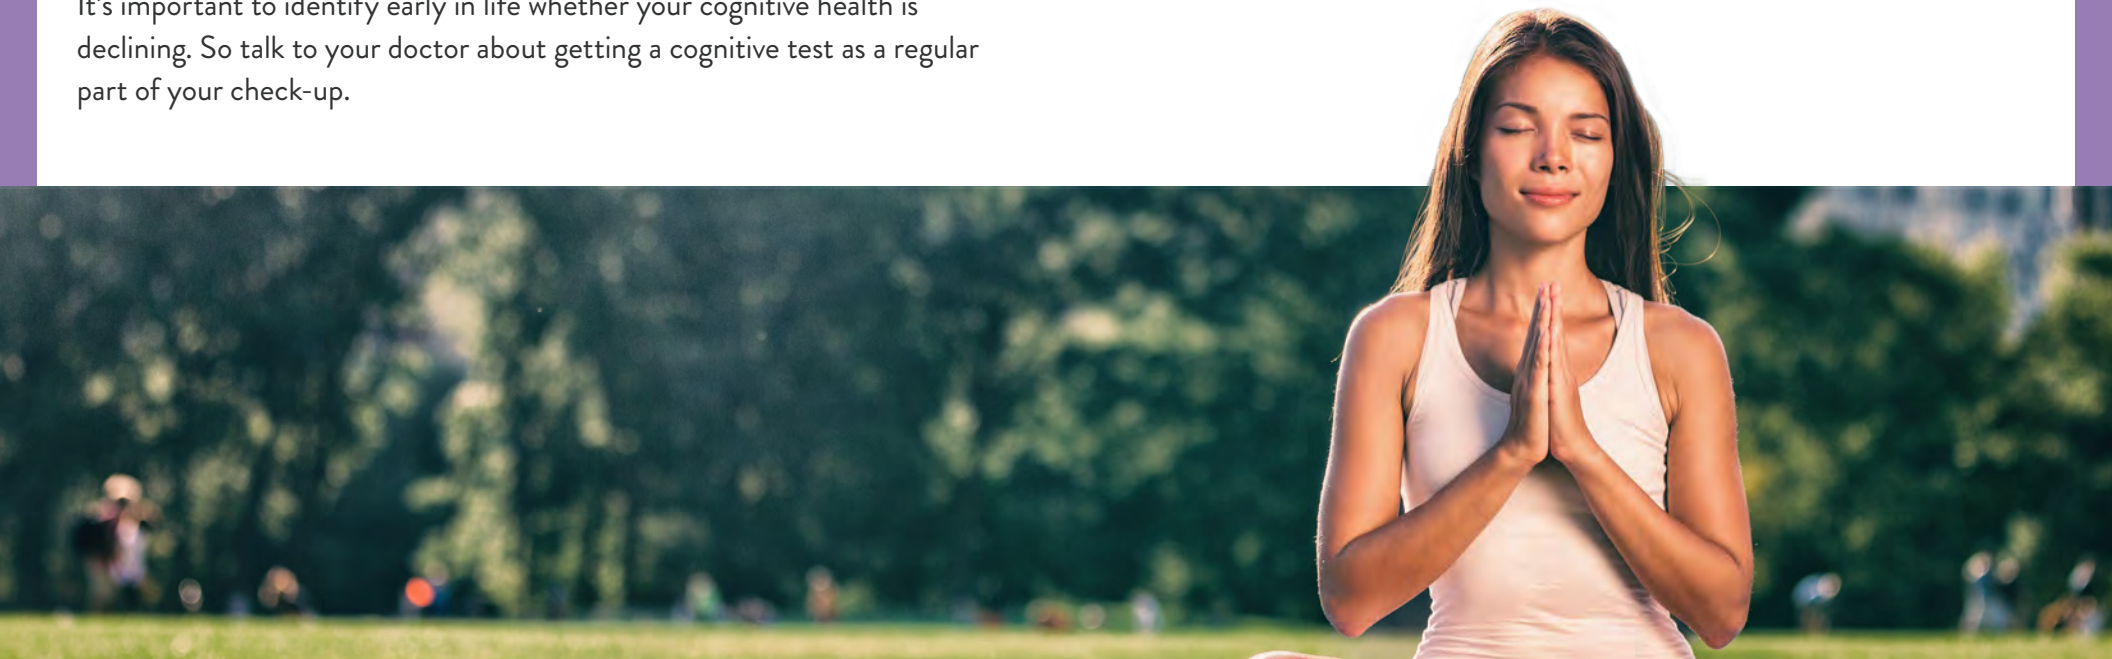 It's important to identify early in life whether your cognitive health is
declining. So talk to your doctor about getting a cognitive test as a regular
part of your check-up.